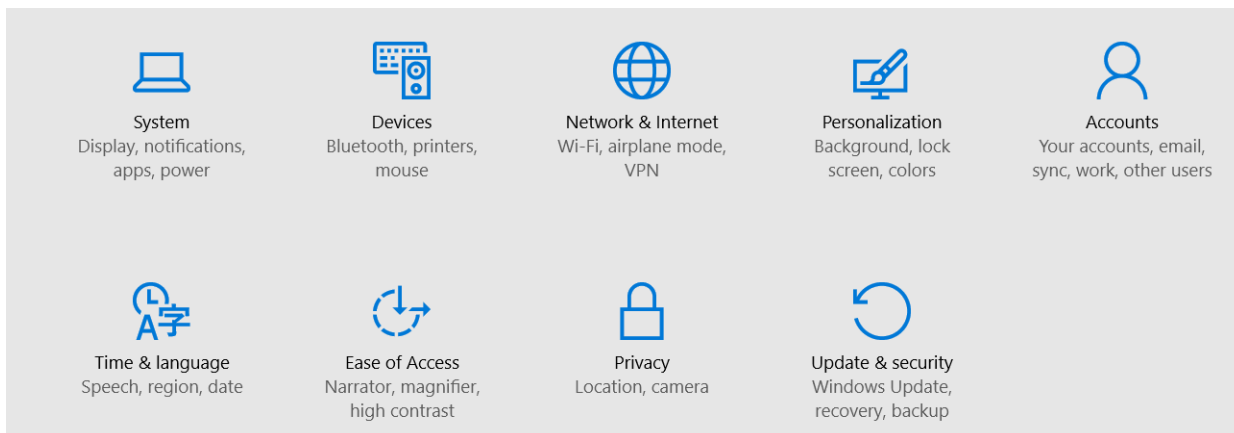 System
Display, notifications,
apps, power
Devices
Bluetooth, printers,
mouse
Network & Internet
Wi-Fi, airplane mode,
VPN
Personalization
Background, lock
screen, colors
Accounts
Your accounts, email,
sync, work, other users
A字
Time & language
Speech, region, date
Ease of Access
Narrator, magnifier,
high contrast
Privacy
Location, camera
Update & security
Windows Update,
recovery, backup